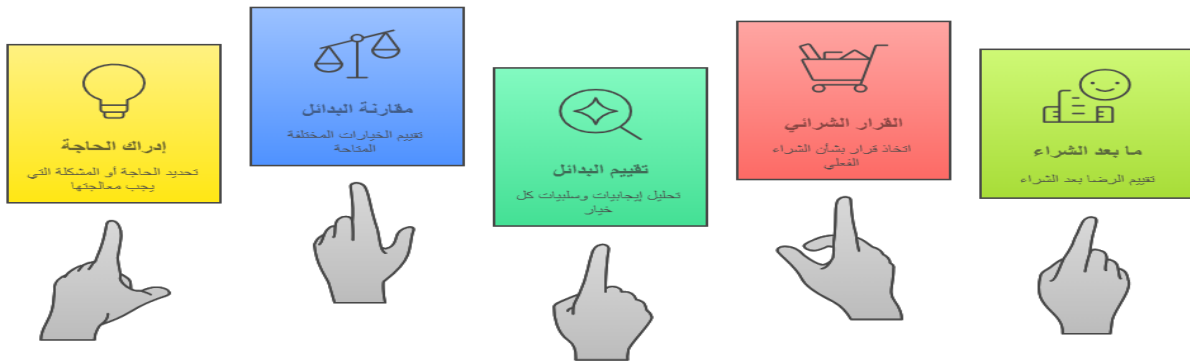 إدراك الحاجة
تحديد الحاجة أو المشكلة التي
يجب معالجتها
مقارنة البدائل
تقييم الخيارات المختلفة
المتاحة
تقييم البدائل
تحليل إيجابيات وسلبيات كل
خيار
القرار الشرائي
اتخاذ قرار بشأن الشراء
الفعلي
ما بعد الشراء
تقييم الرضا بعد الشراء